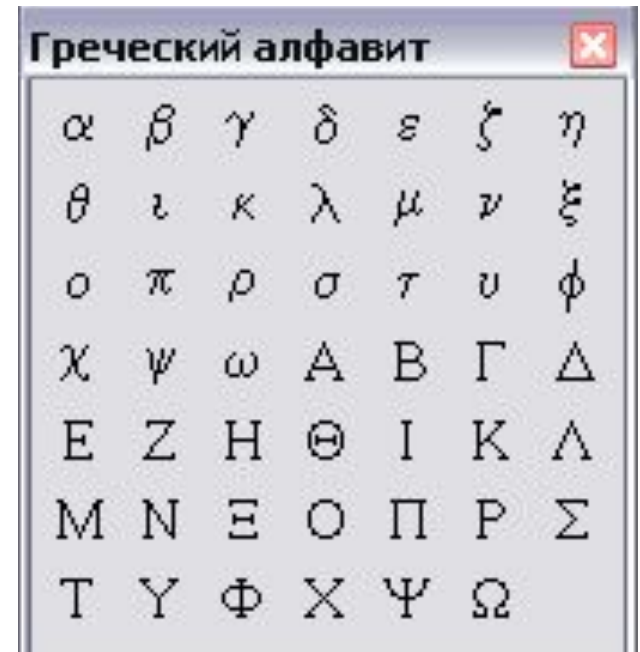 Греческий алфавит
α β γ δ ε ζ η
θ ι κ λ μ ν ξ
ο π ρ σ τ υ ϕ
χ ψ ω Α Β Γ Δ
Ε Ζ Η Θ Ι Κ Λ
Μ Ν Ξ Ο Π Ρ Σ
Τ Υ Φ Χ Ψ Ω